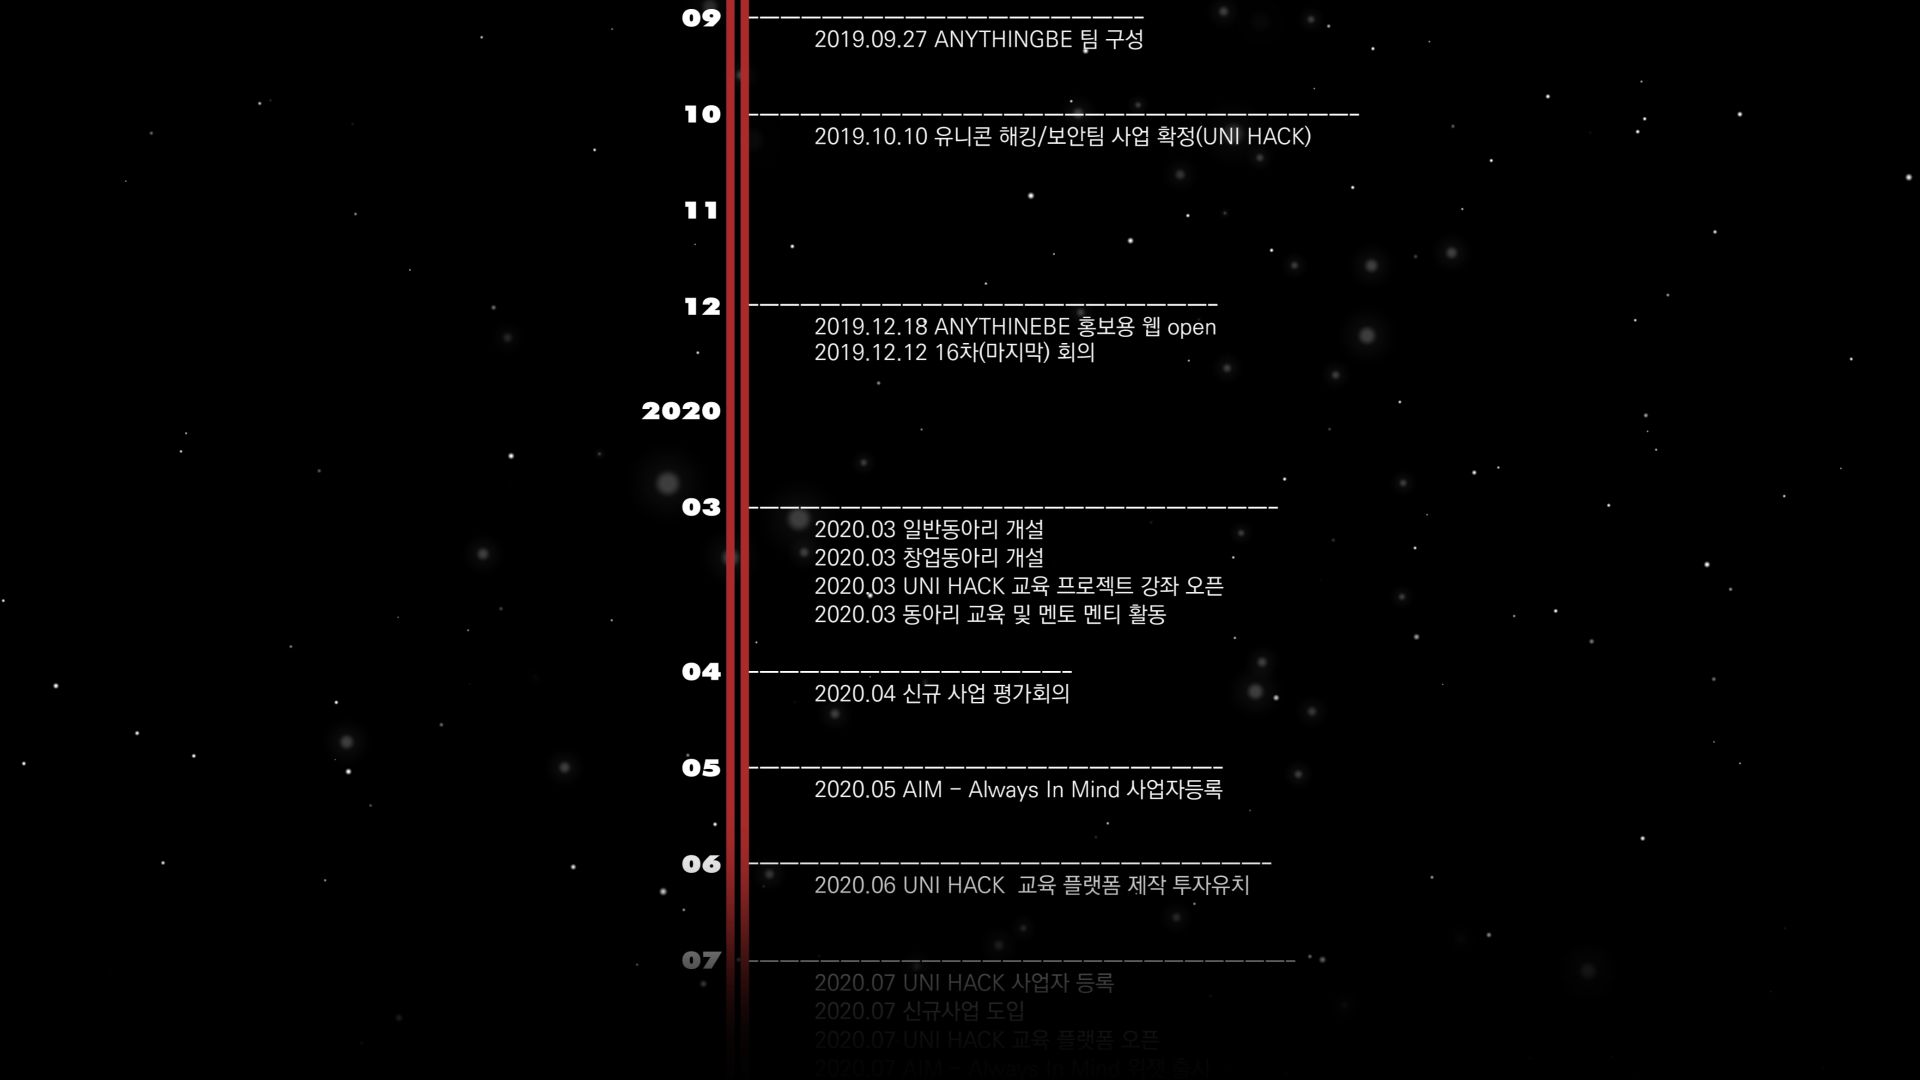 09
2019.09.27 ANYTHINGBE 팀 구성
10
2019.10.10 유니콘 해킹/보안팀 사업 확정(UNI HACK)
11
12
2019.12.18 ANYTHINEBE 홍보용 웹 open
2019.12.12 16차(마지막) 회의
2020
03
2020.03 일반동아리 개설
2020.03 창업동아리 개설
2020.03 UNI HACK 교육 프로젝트 강좌 오픈
2020.03 동아리 교육 및 멘토 멘티 활동
04
2020.04 신규 사업 평가회의
05
2020.05 AIM - Always In Mind 사업자등록
06
2020.06 UNI HACK 교육 플랫폼 제작 투자유치
07
2020.07 UNI HACK 사업자 등록
2020.07 신규사업 도입
2020.07 UNI HACK 교육 플랫폼 오픈
2020.07 AIM - Always In Mind